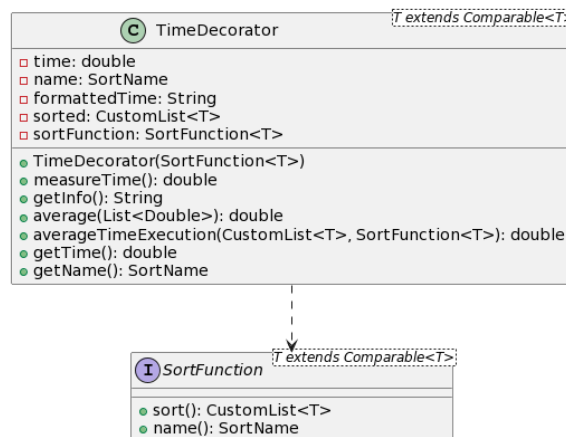 T extends Comparable<T>
C TimeDecorator
time: double
name: SortName
formattedTime: String
sorted: CustomList<T>
sortFunction: SortFunction<T>
TimeDecorator(SortFunction<T>)
measureTime(): double
getInfo(): String
average(List<Double>): double
averageTimeExecution(CustomList<T>, SortFunction<T>): double
getTime(): double
getName(): SortName
T extends Comparable<T>
I SortFunction
sort(): CustomList<T>
name(): SortName